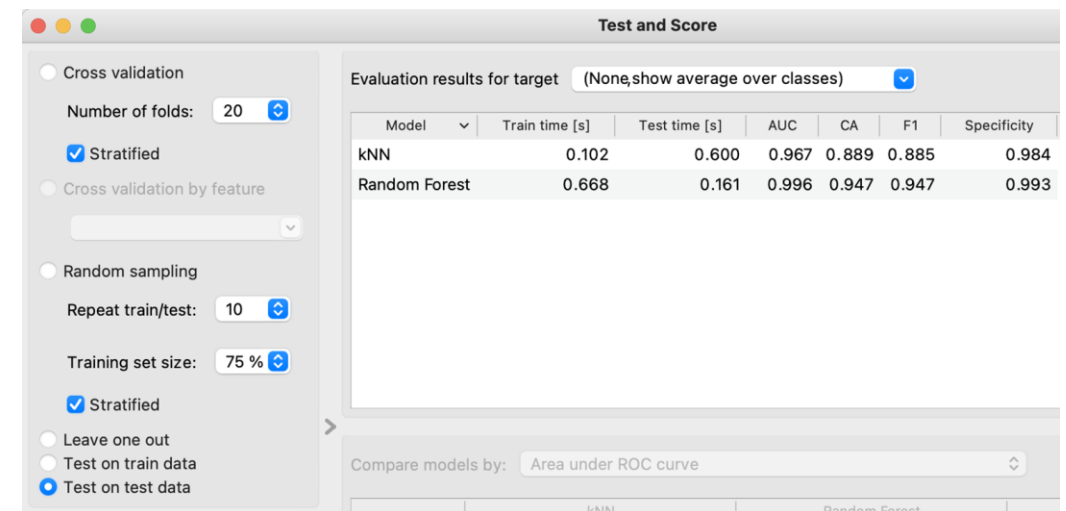 Test and Score
Cross validation
Number of folds: 20
Stratified
Cross validation by feature
Random sampling
Repeat train/test: 10
Training set size: 75 %
Stratified
Leave one out
Test on train data
Test on test data
Evaluation results for target (None, show average over classes)
Model Train time [s] Test time [s] AUC CA F1 Specificity
kNN 0.102 0.600 0.967 0.889 0.885 0.984
Random Forest 0.668 0.161 0.996 0.947 0.947 0.993
Compare models by: Area under ROC curve
kNN Random Forest